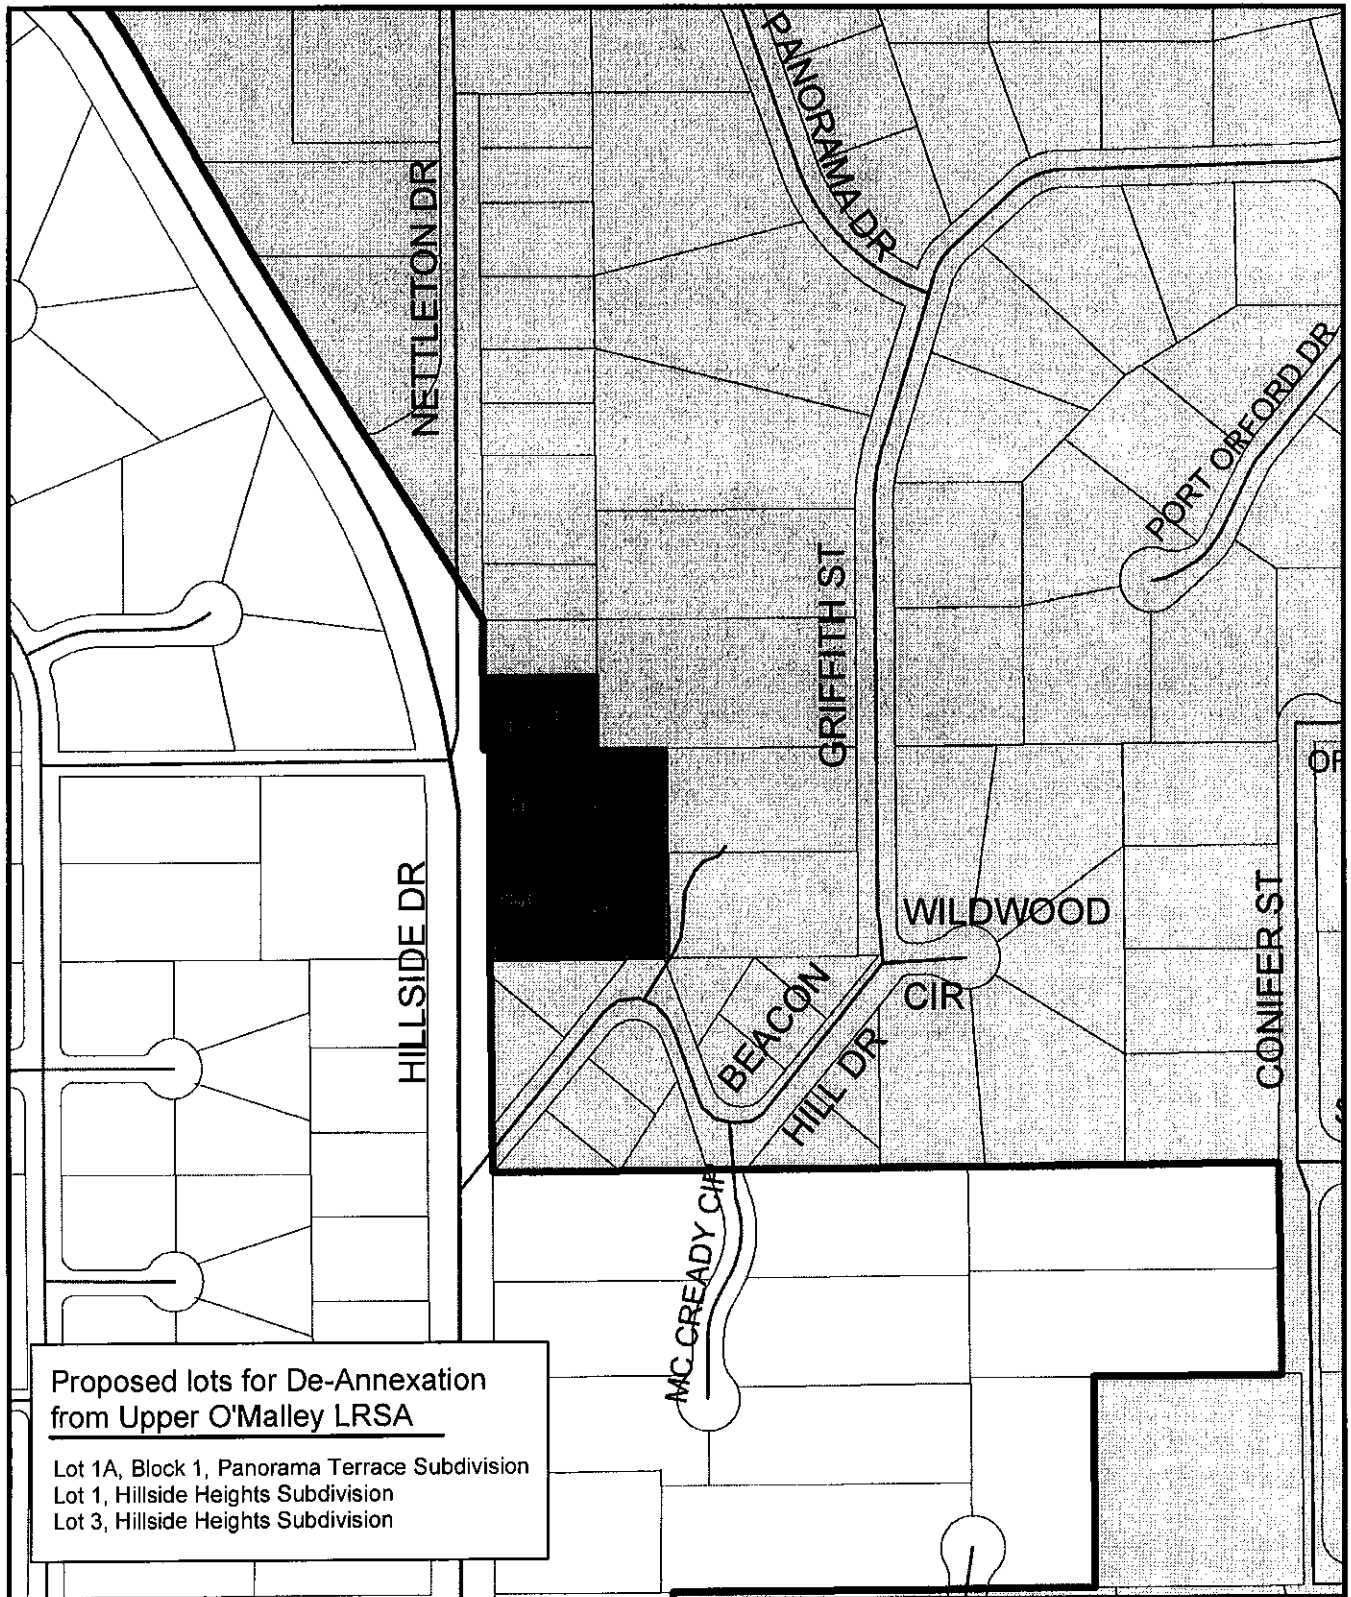 PANORAMA DR
NETTLETON DR
PORT ORFORD DR
GRIFFITH ST
OR
HILLSIDE DR
WILDWOOD
CIR
CONIFER ST
BEACON
HILL DR
MC CREADY CIR
Proposed lots for De-Annexation
from Upper O'Malley LRSA
Lot 1A, Block 1, Panorama Terrace Subdivision
Lot 1, Hillside Heights Subdivision
Lot 3, Hillside Heights Subdivision